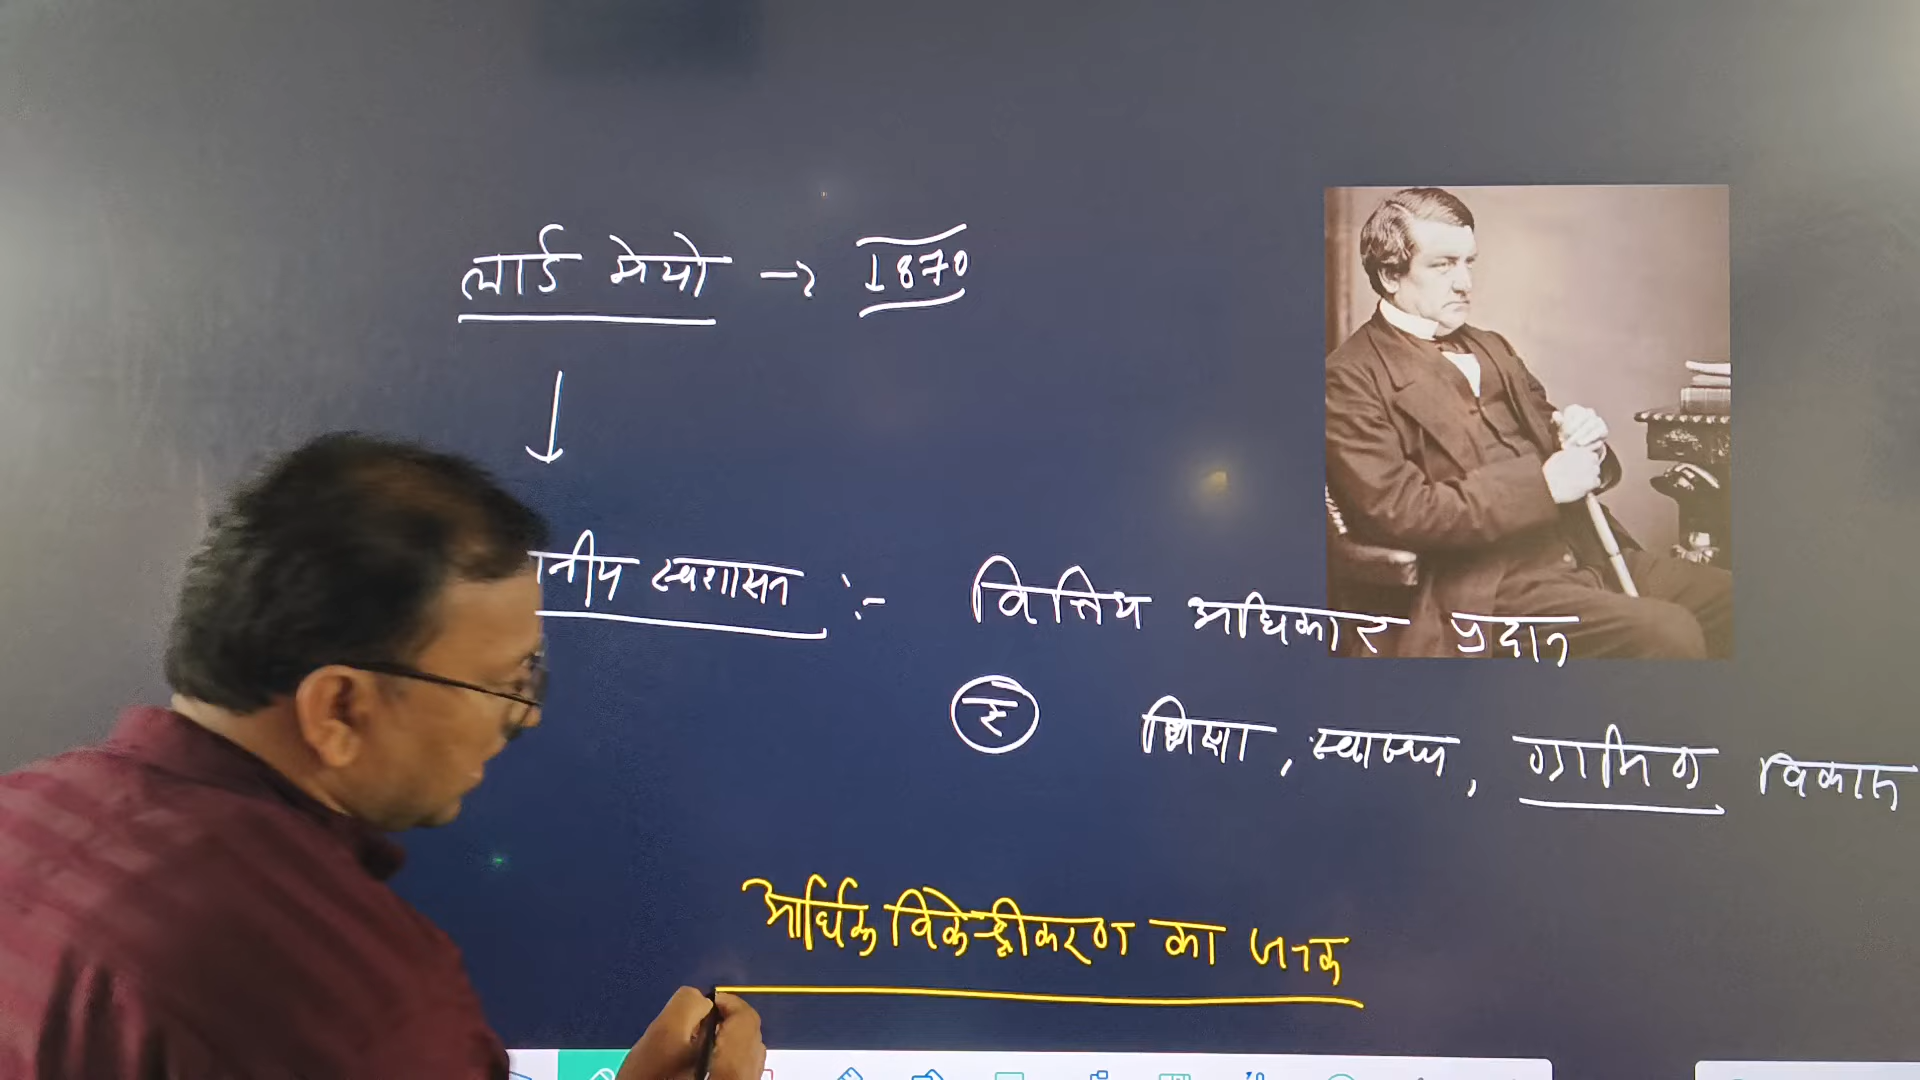 लार्ड मेयो → 1870
↓
नीय स्वशासन :- वित्तिय अधिकार प्रदान
₹ शिक्षा, स्वास्थ्य, ग्रामिण विकास
आर्थिक विकेन्द्रीकरण का जनक